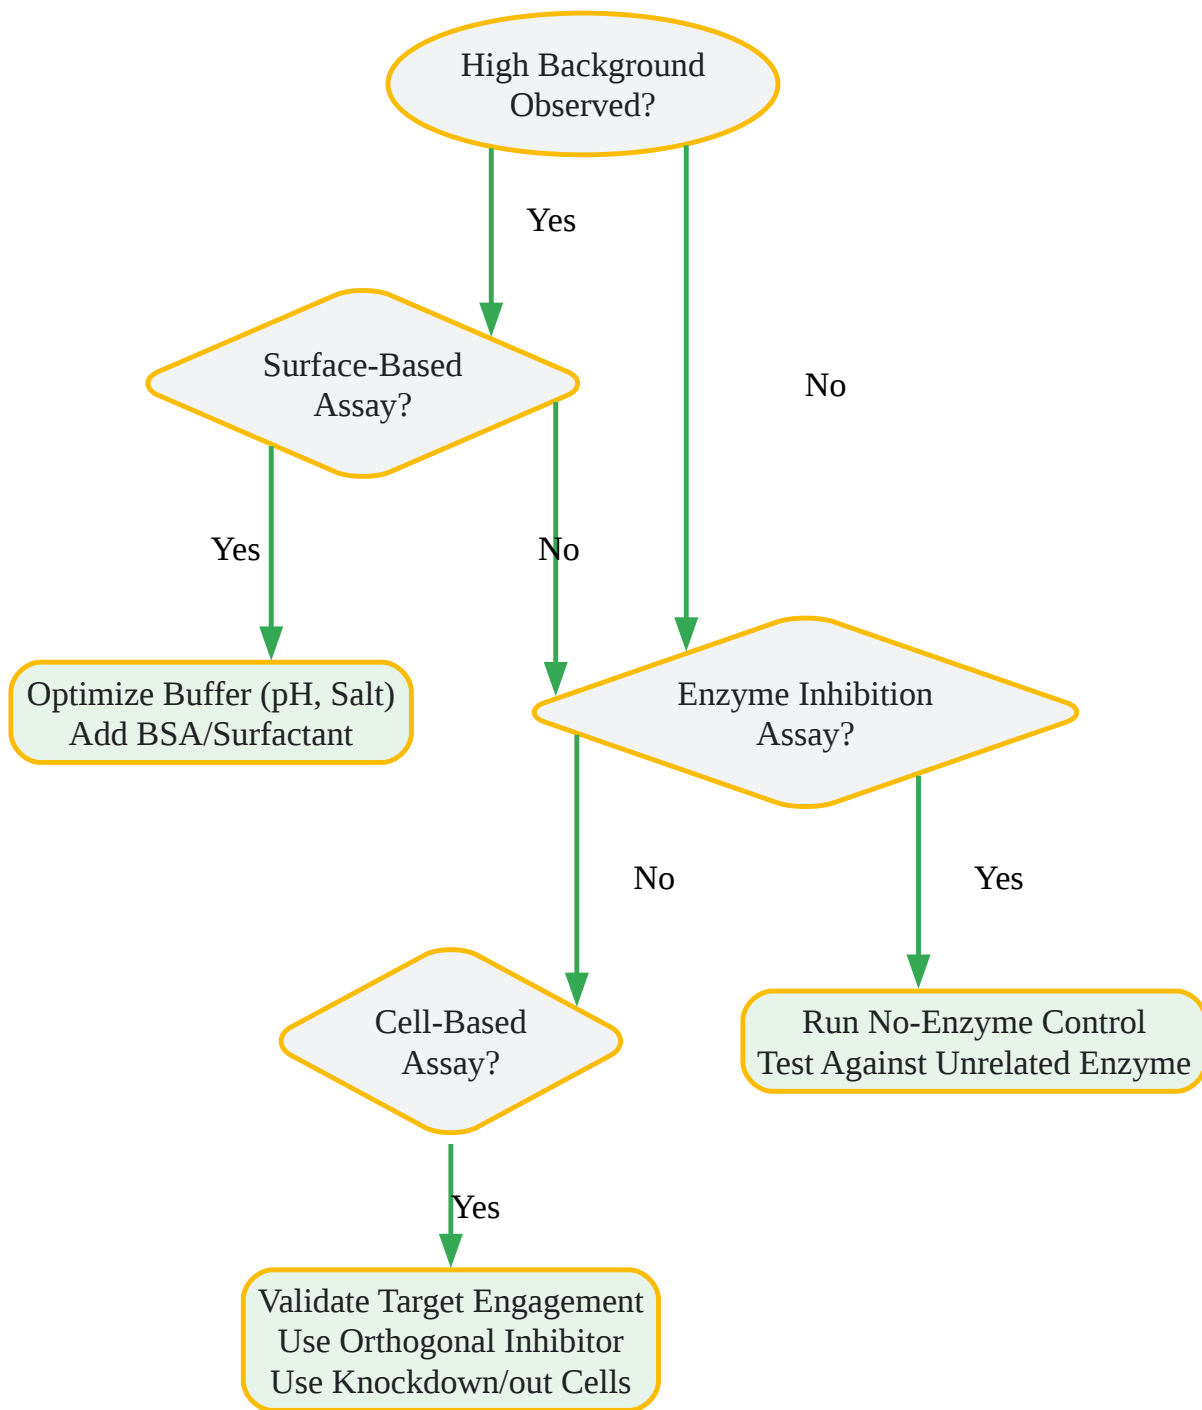 High Background
Observed?
Yes
Surface-Based
Assay?
No
Yes
No
Optimize Buffer (pH, Salt)
Add BSA/Surfactant
Enzyme Inhibition
Assay?
No
Yes
Cell-Based
Assay?
Run No-Enzyme Control
Test Against Unrelated Enzyme
Yes
Validate Target Engagement
Use Orthogonal Inhibitor
Use Knockdown/out Cells